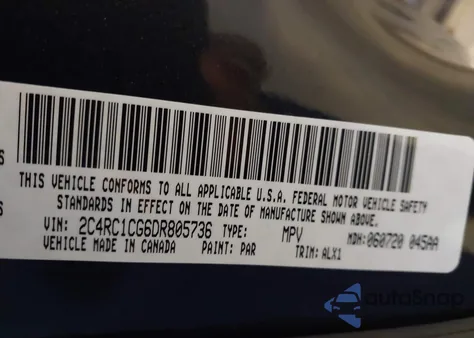 S
THIS VEHICLE CONFORMS TO ALL APPLICABLE U.S.A. FEDERAL MOTOR VEHICLE SAFETY
S
STANDARDS IN EFFECT ON THE DATE OF MANUFACTURE SHOWN ABOVE.
VIN: 2C4RC1CG6DR805736 TYPE: MPV MDH:060720 045AA
VEHICLE MADE IN CANADA PAINT: PAR TRIM: ALX1
autoSnap